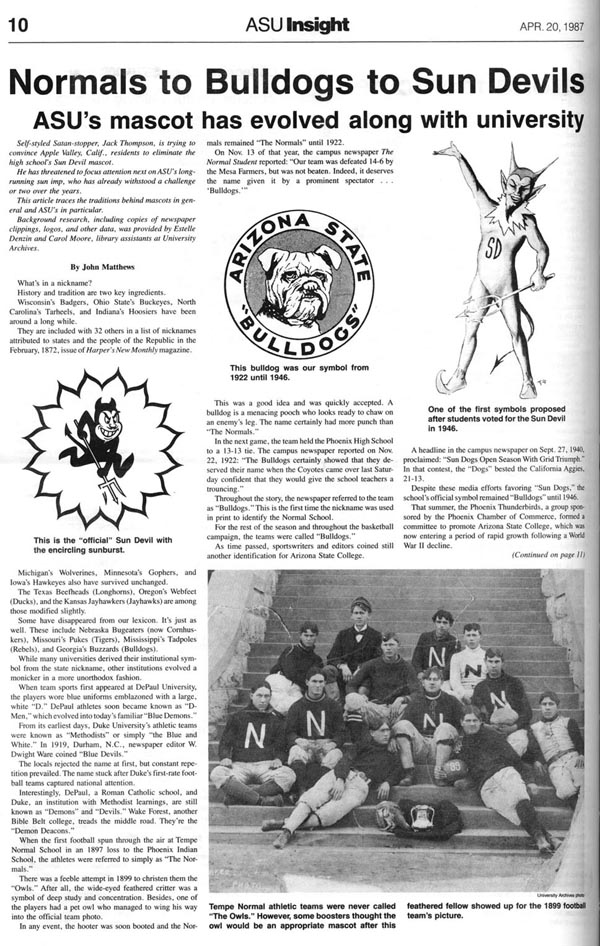 10
ASU Insight
APR. 20, 1987
Normals to Bulldogs to Sun Devils
ASU's mascot has evolved along with university
Self-styled Satan-stopper, Jack Thompson, is trying to
convince Apple Valley, Calif., residents to eliminate the
high school's Sun Devil mascot.
He has threatened to focus attention next on ASU's long-
running sun imp, who has already withstood a challenge
or two over the years.
This article traces the traditions behind mascots in gen-
eral and ASU's in particular.
Background research, including copies of newspaper
clippings, logos, and other data, was provided by Estelle
Denzin and Carol Moore, library assistants at University
Archives.
By John Matthews
What's in a nickname?
History and tradition are two key ingredients.
Wisconsin's Badgers, Ohio State's Buckeyes, North
Carolina's Tarheels, and Indiana's Hoosiers have been
around a long while.
They are included with 32 others in a list of nicknames
attributed to states and the people of the Republic in the
February, 1872, issue of Harper's New Monthly magazine.
This is the "official" Sun Devil with
the encircling sunburst.
Michigan's Wolverines, Minnesota's Gophers, and
Iowa's Hawkeyes also have survived unchanged.
The Texas Beefheads (Longhorns), Oregon's Webfeet
(Ducks), and the Kansas Jayhawkers (Jayhawks) are among
those modified slightly.
Some have disappeared from our lexicon. It's just as
well. These include Nebraska Bugeaters (now Cornhus-
kers), Missouri's Pukes (Tigers), Mississippi's Tadpoles
(Rebels), and Georgia's Buzzards (Bulldogs).
While many universities derived their institutional sym-
bol from the state nickname, other institutions evolved a
monicker in a more unorthodox fashion.
When team sports first appeared at DePaul University,
the players wore blue uniforms emblazoned with a large,
white "D." DePaul athletes soon became known as "D-
Men," which evolved into today's familiar "Blue Demons."
From its earliest days, Duke University's athletic teams
were known as "Methodists" or simply "the Blue and
White." In 1919, Durham, N.C., newspaper editor W.
Dwight Ware coined "Blue Devils."
The locals rejected the name at first, but constant repe-
tition prevailed. The name stuck after Duke's first-rate foot-
ball teams captured national attention.
Interestingly, DePaul, a Roman Catholic school, and
Duke, an institution with Methodist learnings, are still
known as "Demons" and "Devils." Wake Forest, another
Bible Belt college, treads the middle road. They're the
"Demon Deacons."
When the first football spun through the air at Tempe
Normal School in an 1897 loss to the Phoenix Indian
School, the athletes were referred to simply as "The Nor-
mals."
There was a feeble attempt in 1899 to christen them the
"Owls." After all, the wide-eyed feathered critter was a
symbol of deep study and concentration. Besides, one of
the players had a pet owl who managed to wing his way
into the official team photo.
In any event, the hooter was soon booted and the Nor-
mals remained "The Normals" until 1922.
On Nov. 13 of that year, the campus newspaper The
Normal Student reported: "Our team was defeated 14-6 by
the Mesa Farmers, but was not beaten. Indeed, it deserves
the name given it by a prominent spectator . . .
'Bulldogs.'"
ARIZONA STATE
"BULLDOGS"
This bulldog was our symbol from
1922 until 1946.
This was a good idea and was quickly accepted. A
bulldog is a menacing pooch who looks ready to chaw on
an enemy's leg. The name certainly had more punch than
"The Normals."
In the next game, the team held the Phoenix High School
to a 13-13 tie. The campus newspaper reported on Nov.
22, 1922: "The Bulldogs certainly showed that they de-
served their name when the Coyotes came over last Satur-
day confident that they would give the school teachers a
trouncing."
Throughout the story, the newspaper referred to the team
as "Bulldogs." This is the first time the nickname was used
in print to identify the Normal School.
For the rest of the season and throughout the basketball
campaign, the teams were called "Bulldogs."
As time passed, sportswriters and editors coined still
another identification for Arizona State College.
SD
One of the first symbols proposed
after students voted for the Sun Devil
in 1946.
A headline in the campus newspaper on Sept. 27, 1940,
proclaimed: "Sun Dogs Open Season With Grid Triumph."
In that contest, the "Dogs" bested the California Aggies,
21-13.
Despite these media efforts favoring "Sun Dogs," the
school's official symbol remained "Bulldogs" until 1946.
That summer, the Phoenix Thunderbirds, a group spon-
sored by the Phoenix Chamber of Commerce, formed a
committee to promote Arizona State College, which was
now entering a period of rapid growth following a World
War II decline.
(Continued on page 11)
N
N
N
N
N
N
University Archives photo
Tempe Normal athletic teams were never called
"The Owls." However, some boosters thought the
owl would be an appropriate mascot after this
feathered fellow showed up for the 1899 football
team's picture.